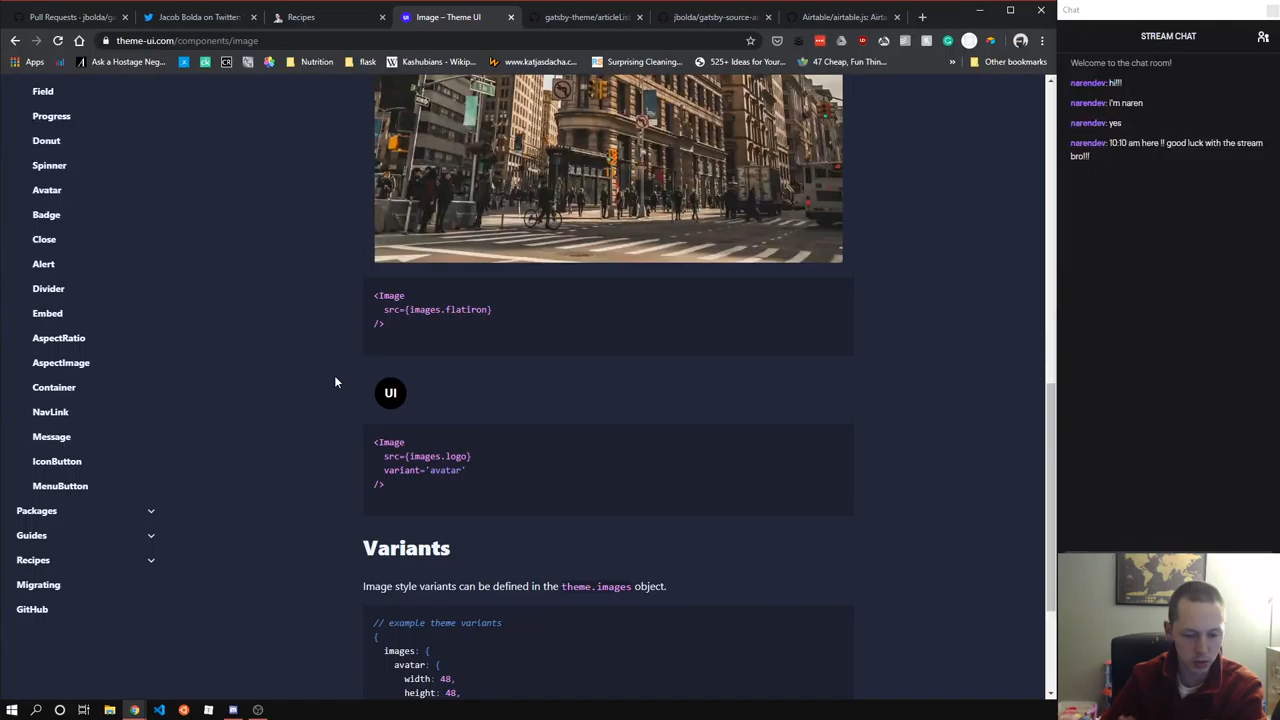 Pull Requests · jbolda/g
Jacob Bolda on Twitter:
Recipes
Image – Theme UI
gatsby-theme/articleList
jbolda/gatsby-source-ai
Airtable/airtable.js: Airta
theme-ui.com/components/image
Apps
Ask a Hostage Neg...
Nutrition
flask
Kashubians - Wikip...
www.katjasdacha.c...
Surprising Cleaning...
525+ Ideas for Your...
47 Cheap, Fun Thin...
»
Other bookmarks
Field
Progress
Donut
Spinner
Avatar
Badge
Close
Alert
Divider
Embed
AspectRatio
AspectImage
Container
NavLink
Message
IconButton
MenuButton
Packages
Guides
Recipes
Migrating
GitHub
<Image
src={images.flatiron}
/>
UI
<Image
src={images.logo}
variant='avatar'
/>
Variants
Image style variants can be defined in the theme.images object.
// example theme variants
{
images: {
avatar: {
width: 48,
height: 48,
Chat
STREAM CHAT
Welcome to the chat room!
narendev: hi!!!
narendev: i'm naren
narendev: yes
narendev: 10:10 am here !! good luck with the stream
bro!!!